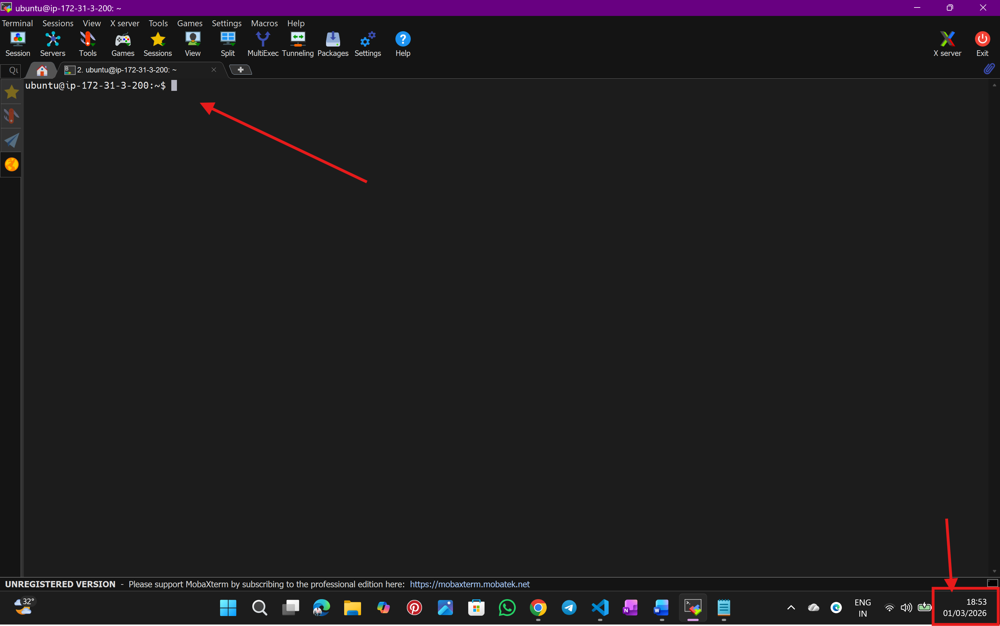 ubuntu@ip-172-31-3-200: ~
Terminal Sessions View X server Tools Games Settings Macros Help
Session Servers Tools Games Sessions View Split MultiExec Tunneling Packages Settings Help X server Exit
2. ubuntu@ip-172-31-3-200: ~
ubuntu@ip-172-31-3-200:~$
UNREGISTERED VERSION - Please support MobaXterm by subscribing to the professional edition here: https://mobaxterm.mobatek.net
32°
ENG
IN
18:53
01/03/2026